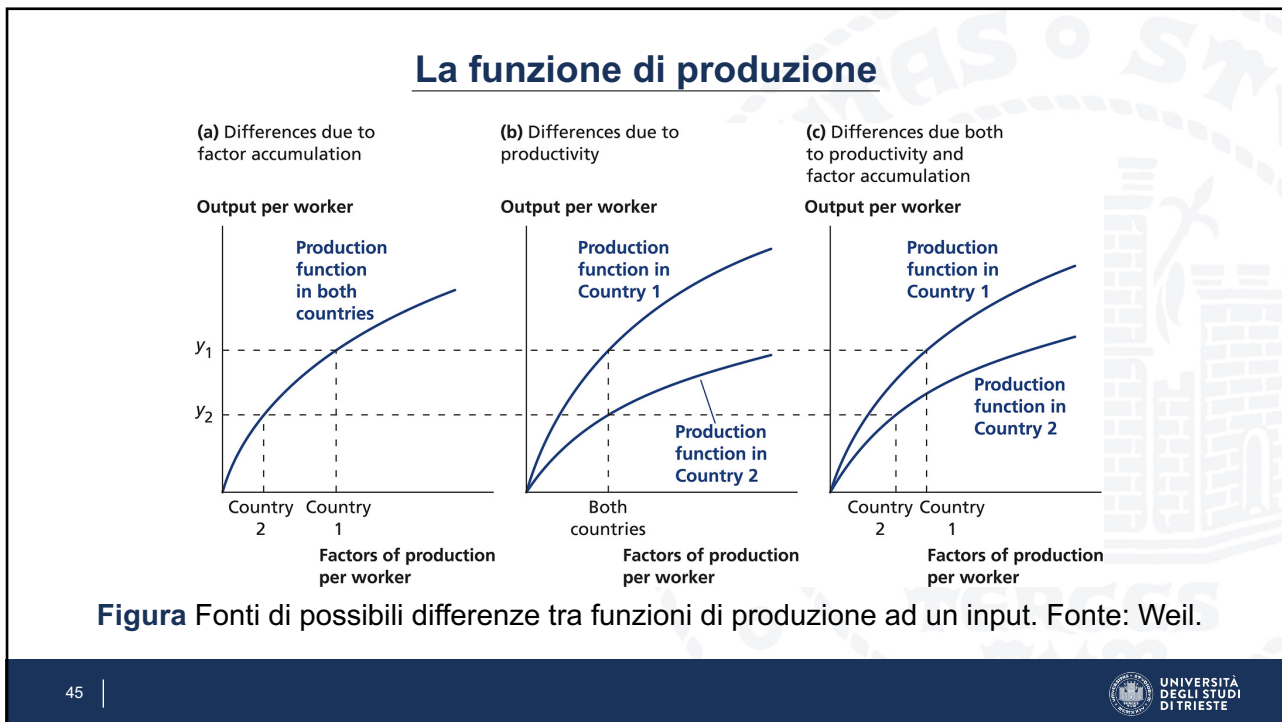 La funzione di produzione
(a) Differences due to
factor accumulation
Output per worker
Production
function
in both
countries
y1
y2
Country
2
Country
1
Factors of production
per worker
(b) Differences due to
productivity
Output per worker
Production
function in
Country 1
Production
function in
Country 2
Both
countries
Factors of production
per worker
(c) Differences due both
to productivity and
factor accumulation
Output per worker
Production
function in
Country 1
Production
function in
Country 2
Country
2
Country
1
Factors of production
per worker
Figura Fonti di possibili differenze tra funzioni di produzione ad un input. Fonte: Weil.
45
UNIVERSITÀ
DEGLI STUDI
DI TRIESTE